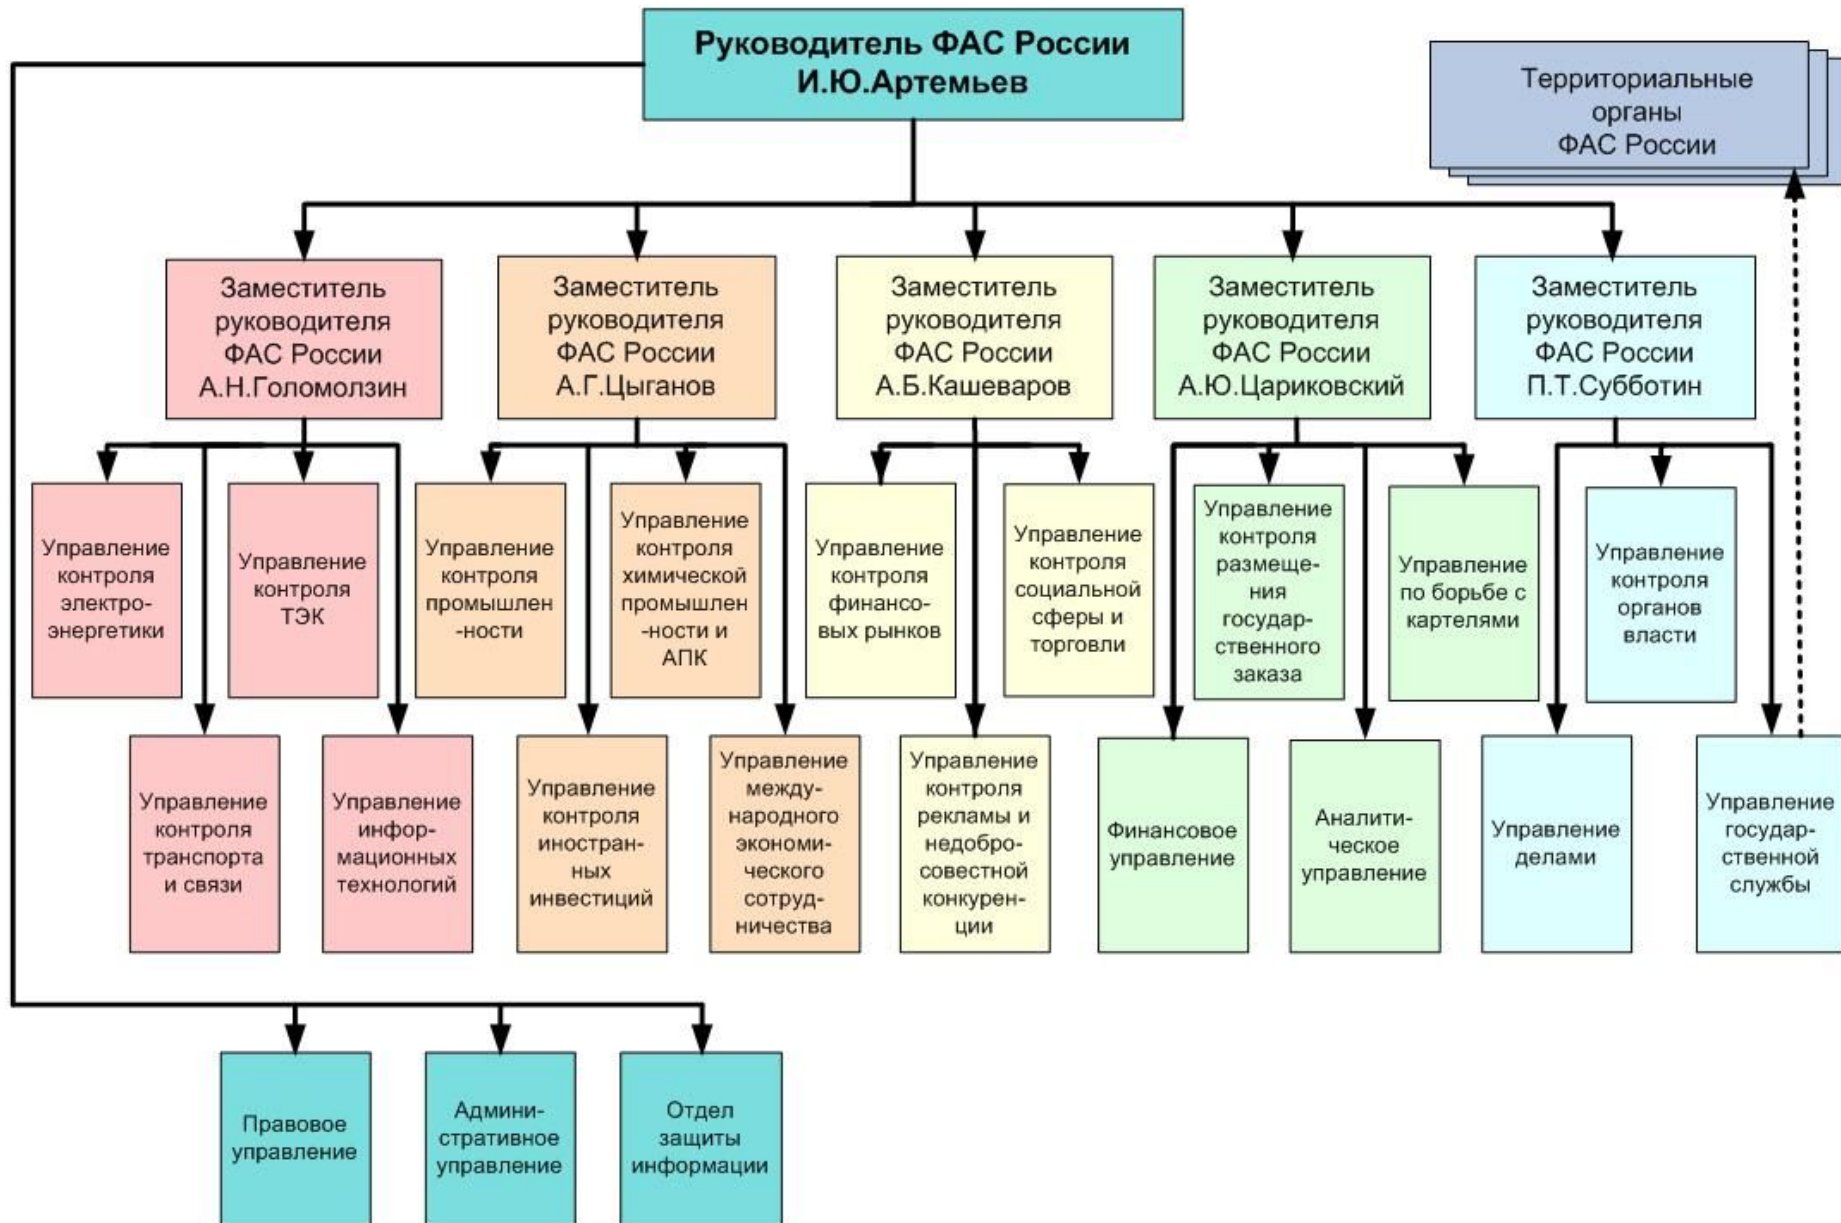 Руководитель ФАС России
И.Ю.Артемьев
Территориальные
органы
ФАС России
Заместитель
руководителя
ФАС России
А.Н.Голомолзин
Заместитель
руководителя
ФАС России
А.Г.Цыганов
Заместитель
руководителя
ФАС России
А.Б.Кашеваров
Заместитель
руководителя
ФАС России
А.Ю.Цариковский
Заместитель
руководителя
ФАС России
П.Т.Субботин
Управление
контроля
электро-
энергетики
Управление
контроля
ТЭК
Управление
контроля
промышлен
-ности
Управление
контроля
химической
промышлен
-ности и
АПК
Управление
контроля
финансо-
вых рынков
Управление
контроля
социальной
сферы и
торговли
Управление
контроля
размеще-
ния
государ-
ственного
заказа
Управление
по борьбе с
картелями
Управление
контроля
органов
власти
Управление
контроля
транспорта
и связи
Управление
инфор-
мационных
технологий
Управление
контроля
иностран-
ных
инвестиций
Управление
между-
народного
экономи-
ческого
сотруд-
ничества
Управление
контроля
рекламы и
недобро-
совестной
конкурен-
ции
Финансовое
управление
Аналити-
ческое
управление
Управление
делами
Управление
государ-
ственной
службы
Правовое
управление
Админи-
стративное
управление
Отдел
защиты
информации